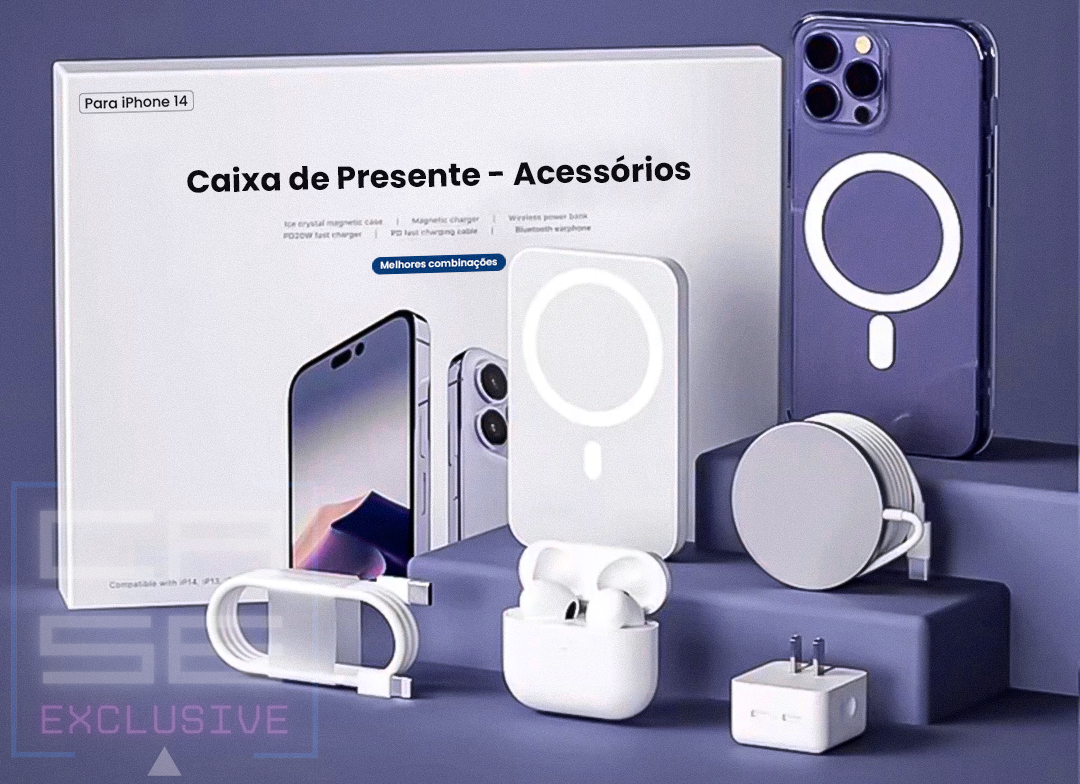 Para iPhone 14
Caixa de Presente - Acessórios
Ice crystal magnetic case | Magnetic charger | Wireless power bank
PD20W fast charger | PD fast charging cable | Bluetooth earphone
Melhores combinações
Compatible with iP14, iP13,
CA
SE
EXCLUSIVE